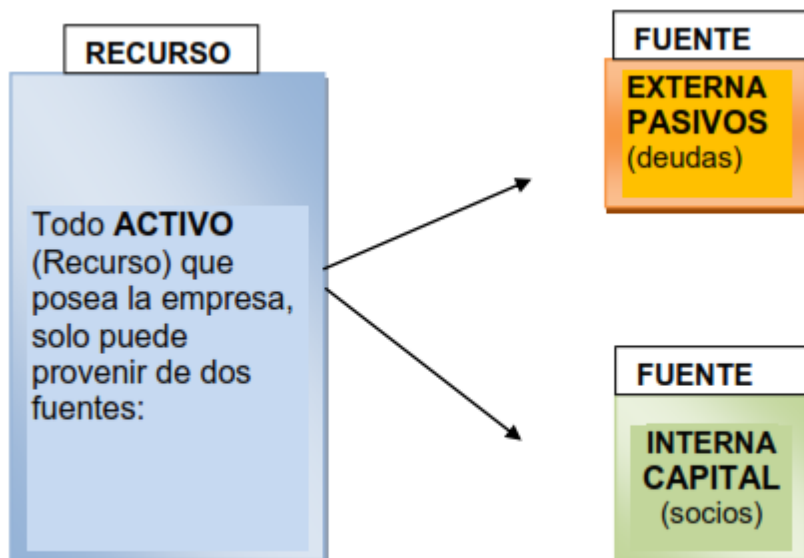 RECURSO
Todo ACTIVO
(Recurso) que
posea la empresa,
solo puede
provenir de dos
fuentes:
FUENTE
EXTERNA
PASIVOS
(deudas)
FUENTE
INTERNA
CAPITAL
(socios)